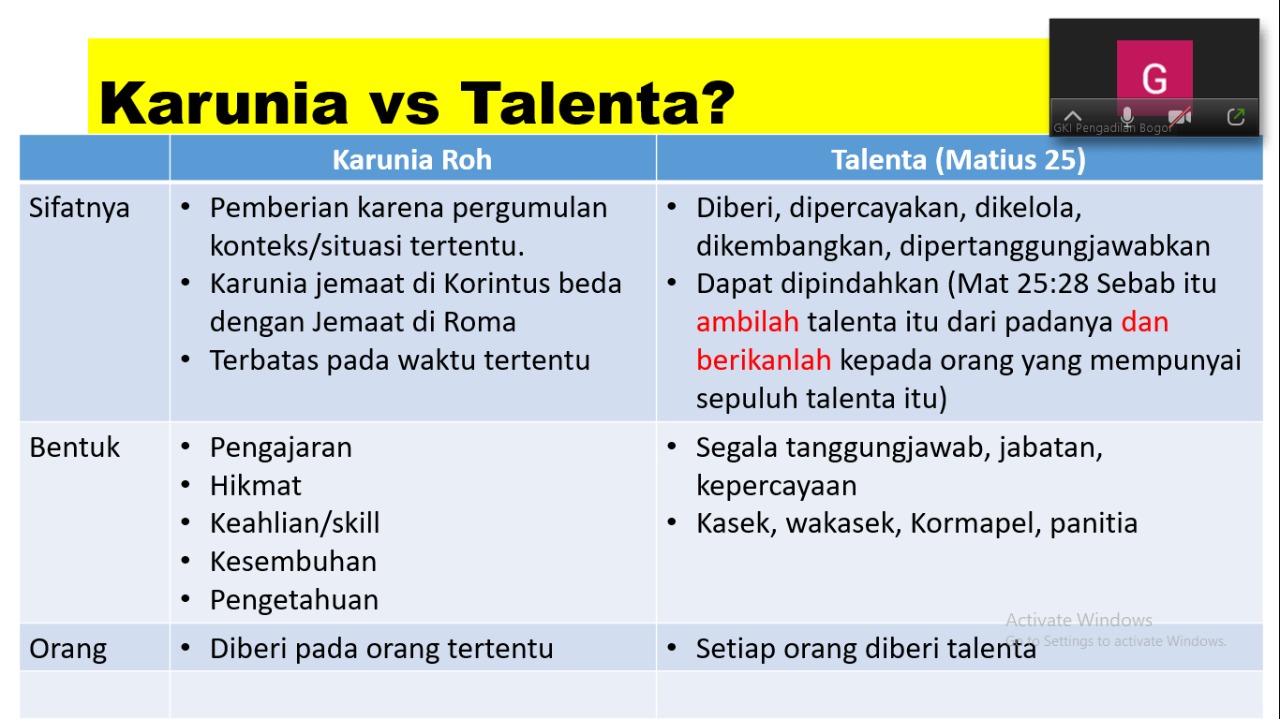 Karunia vs Talenta?
G
GKI Pengadilan Bogor
Karunia Roh
Talenta (Matius 25)
Sifatnya
• Pemberian karena pergumulan
konteks/situasi tertentu.
• Karunia jemaat di Korintus beda
dengan Jemaat di Roma
• Terbatas pada waktu tertentu
• Diberi, dipercayakan, dikelola,
dikembangkan, dipertanggungjawabkan
• Dapat dipindahkan (Mat 25:28 Sebab itu
ambilah talenta itu dari padanya dan
berikanlah kepada orang yang mempunyai
sepuluh talenta itu)
Bentuk
• Pengajaran
• Hikmat
• Keahlian/skill
• Kesembuhan
• Pengetahuan
• Segala tanggungjawab, jabatan,
kepercayaan
• Kasek, wakasek, Kormapel, panitia
Orang
• Diberi pada orang tertentu
• Setiap orang diberi talenta
Activate Windows
Go to Settings to activate Windows.